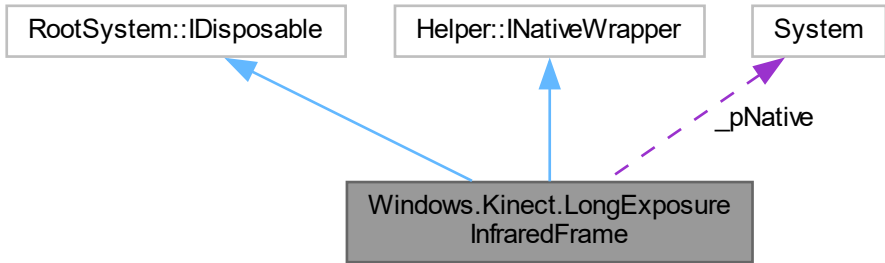 RootSystem::IDisposable
Helper::INativeWrapper
System
_pNative
Windows.Kinect.LongExposure
InfraredFrame